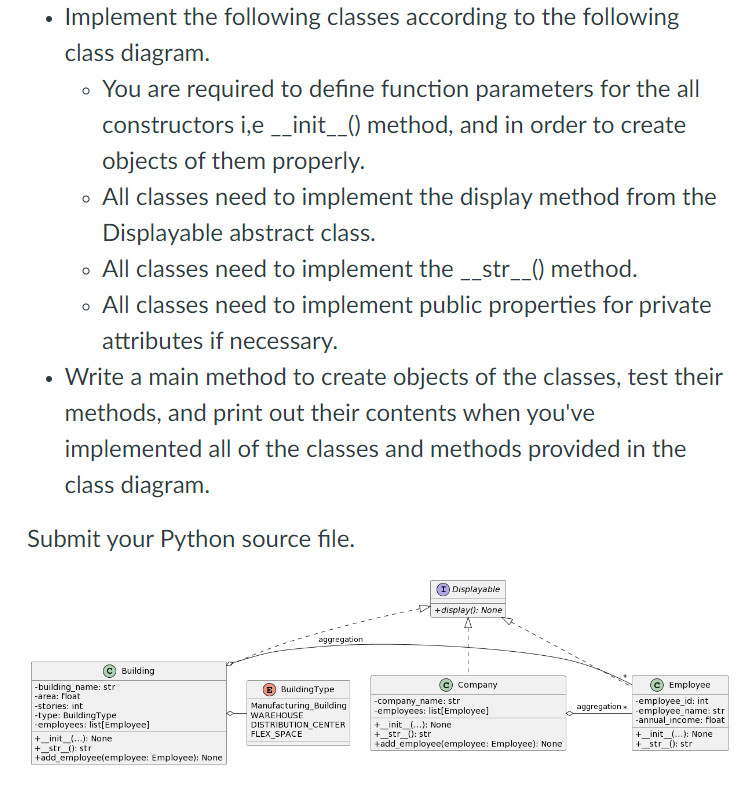 • Implement the following classes according to the following
class diagram.
◦ You are required to define function parameters for the all
constructors i,e __init__() method, and in order to create
objects of them properly.
◦ All classes need to implement the display method from the
Displayable abstract class.
◦ All classes need to implement the __str__() method.
◦ All classes need to implement public properties for private
attributes if necessary.
• Write a main method to create objects of the classes, test their
methods, and print out their contents when you've
implemented all of the classes and methods provided in the
class diagram.
Submit your Python source file.
I Displayable
+display(): None
aggregation
C Building
-building_name: str
-area: float
-stories: int
-type: BuildingType
-employees: list[Employee]
+__init__(...): None
+__str__(): str
+add_employee(employee: Employee): None
E BuildingType
Manufacturing_Building
WAREHOUSE
DISTRIBUTION_CENTER
FLEX_SPACE
C Company
-company_name: str
-employees: list[Employee]
+__init__(...): None
+__str__(): str
+add_employee(employee: Employee): None
aggregation *
*
C Employee
-employee_id: int
-employee_name: str
-annual_income: float
+__init__(...): None
+__str__(): str